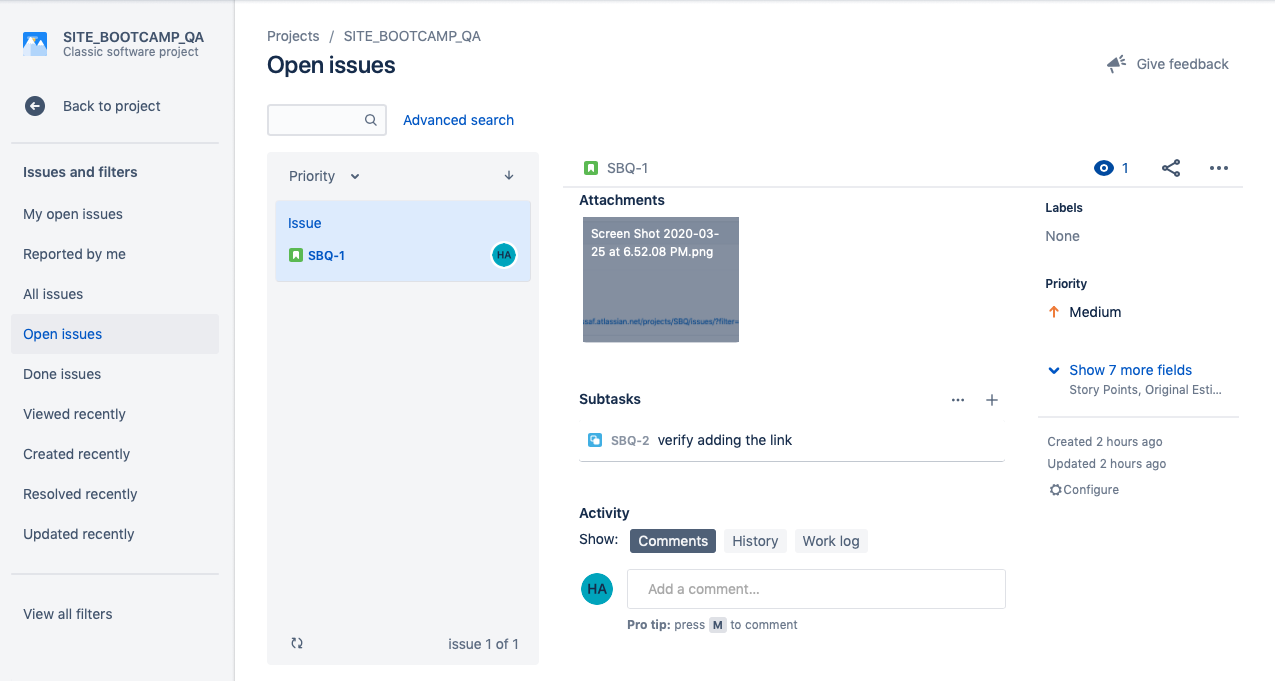 SITE_BOOTCAMP_QA
Classic software project
Back to project
Issues and filters
My open issues
Reported by me
All issues
Open issues
Done issues
Viewed recently
Created recently
Resolved recently
Updated recently
View all filters
Projects / SITE_BOOTCAMP_QA
Open issues
Give feedback
Advanced search
Priority
Issue
SBQ-1
HA
issue 1 of 1
SBQ-1
1
Attachments
Screen Shot 2020-03-
25 at 6.52.08 PM.png
ksaf.atlassian.net/projects/SBQ/issues/?filter=
Subtasks
SBQ-2 verify adding the link
Activity
Show: Comments History Work log
HA
Add a comment...
Pro tip: press M to comment
Labels
None
Priority
Medium
Show 7 more fields
Story Points, Original Esti...
Created 2 hours ago
Updated 2 hours ago
Configure